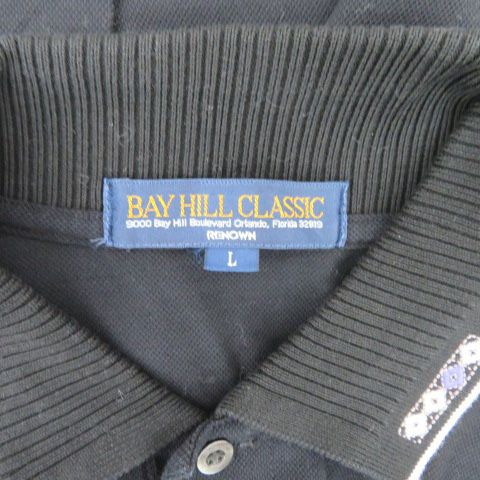 BAY HILL CLASSIC
9000 Bay Hill Boulevard Orlando, Florida 32819
RENOWN
L